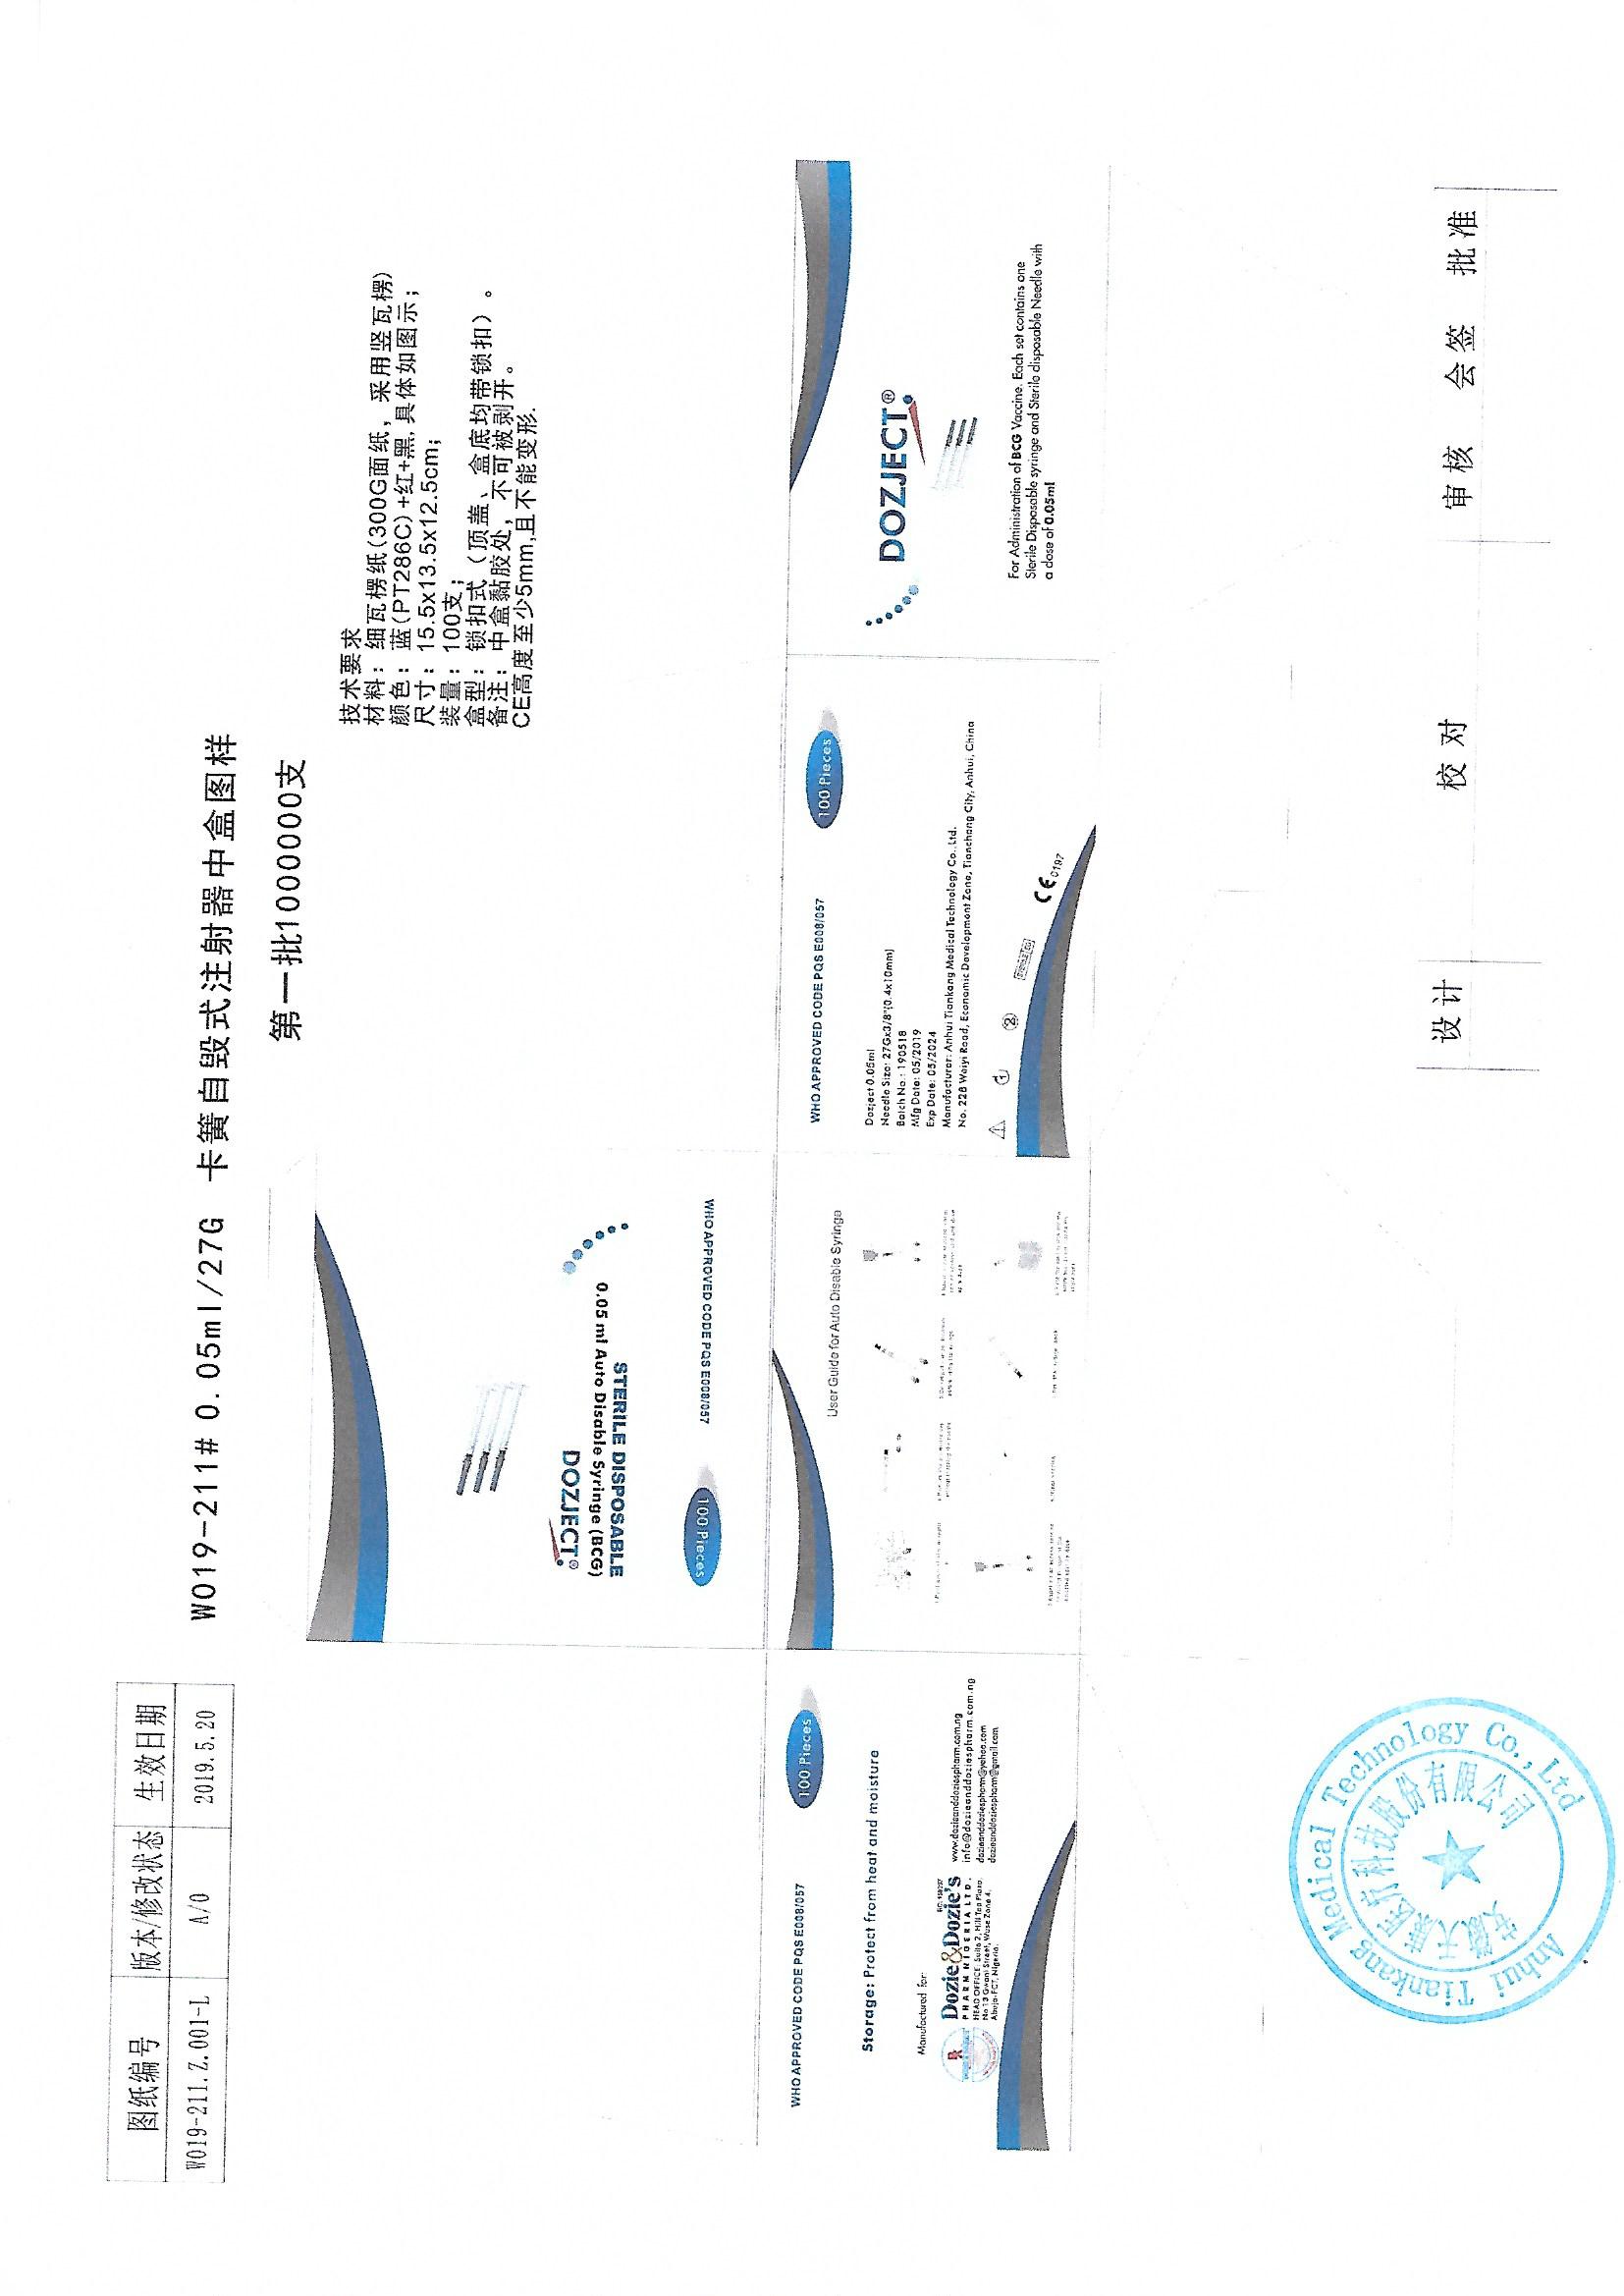 图纸编号 版本/修改状态 生效日期
W019-211.Z.001-L A/0 2019.5.20
W019-211# 0.05ml/27G 卡簧自毁式注射器中盒图样
第一批100000支
技术要求
材料：细瓦楞纸(300G面纸，采用竖瓦楞)
颜色：蓝(PT286C)+红+黑,具体如图示；
尺寸：15.5x13.5x12.5cm；
装量：100支；
盒型：锁扣式（顶盖、盒底均带锁扣）。
备注：中盒黏胶处，不可被剥开。
CE高度至少5mm,且不能变形.
DOZJECT®
0.05 ml Auto Disable Syringe (BCG)
STERILE DISPOSABLE
100 Pieces
WHO APPROVED CODE PQS E008/057
WHO APPROVED CODE PQS E008/057
100 Pieces
Storage: Protect from heat and moisture
Manufactured for:
RC:
Dozie&Dozie's
PHARM NIGERIA LTD.
HEAD OFFICE: Suite 2, Hill Top Plaza,
No 13 Gwani Street, Wuse Zone 4,
Abuja-FCT, Nigeria.
www.dozieanddoziespharm.com.ng
info@dozieanddoziespharm.com.ng
dozieanddoziespharm@yahoo.com
dozieanddoziespharm@gmail.com
User Guide for Auto Disable Syringe
WHO APPROVED CODE PQS E008/057
100 Pieces
Dozject 0.05ml
Needle Size: 27Gx3/8"(0.4x10mm)
Batch No.: 190518
Mfg Date: 05/2019
Exp Date: 05/2024
Manufacturer: Anhui Tiankang Medical Technology Co., Ltd.
No. 228 Weiyi Road, Economic Development Zone, Tianchang City, Anhui, China
CE 0197
DOZJECT®
For Administration of BCG Vaccine. Each set contains one
Sterile Disposable syringe and Sterile disposable Needle with
a dose of 0.05ml
Anhui Tiankang Medical Technology Co., Ltd
安徽天康医疗科技股份有限公司
设计 校对 审核 会签 批准